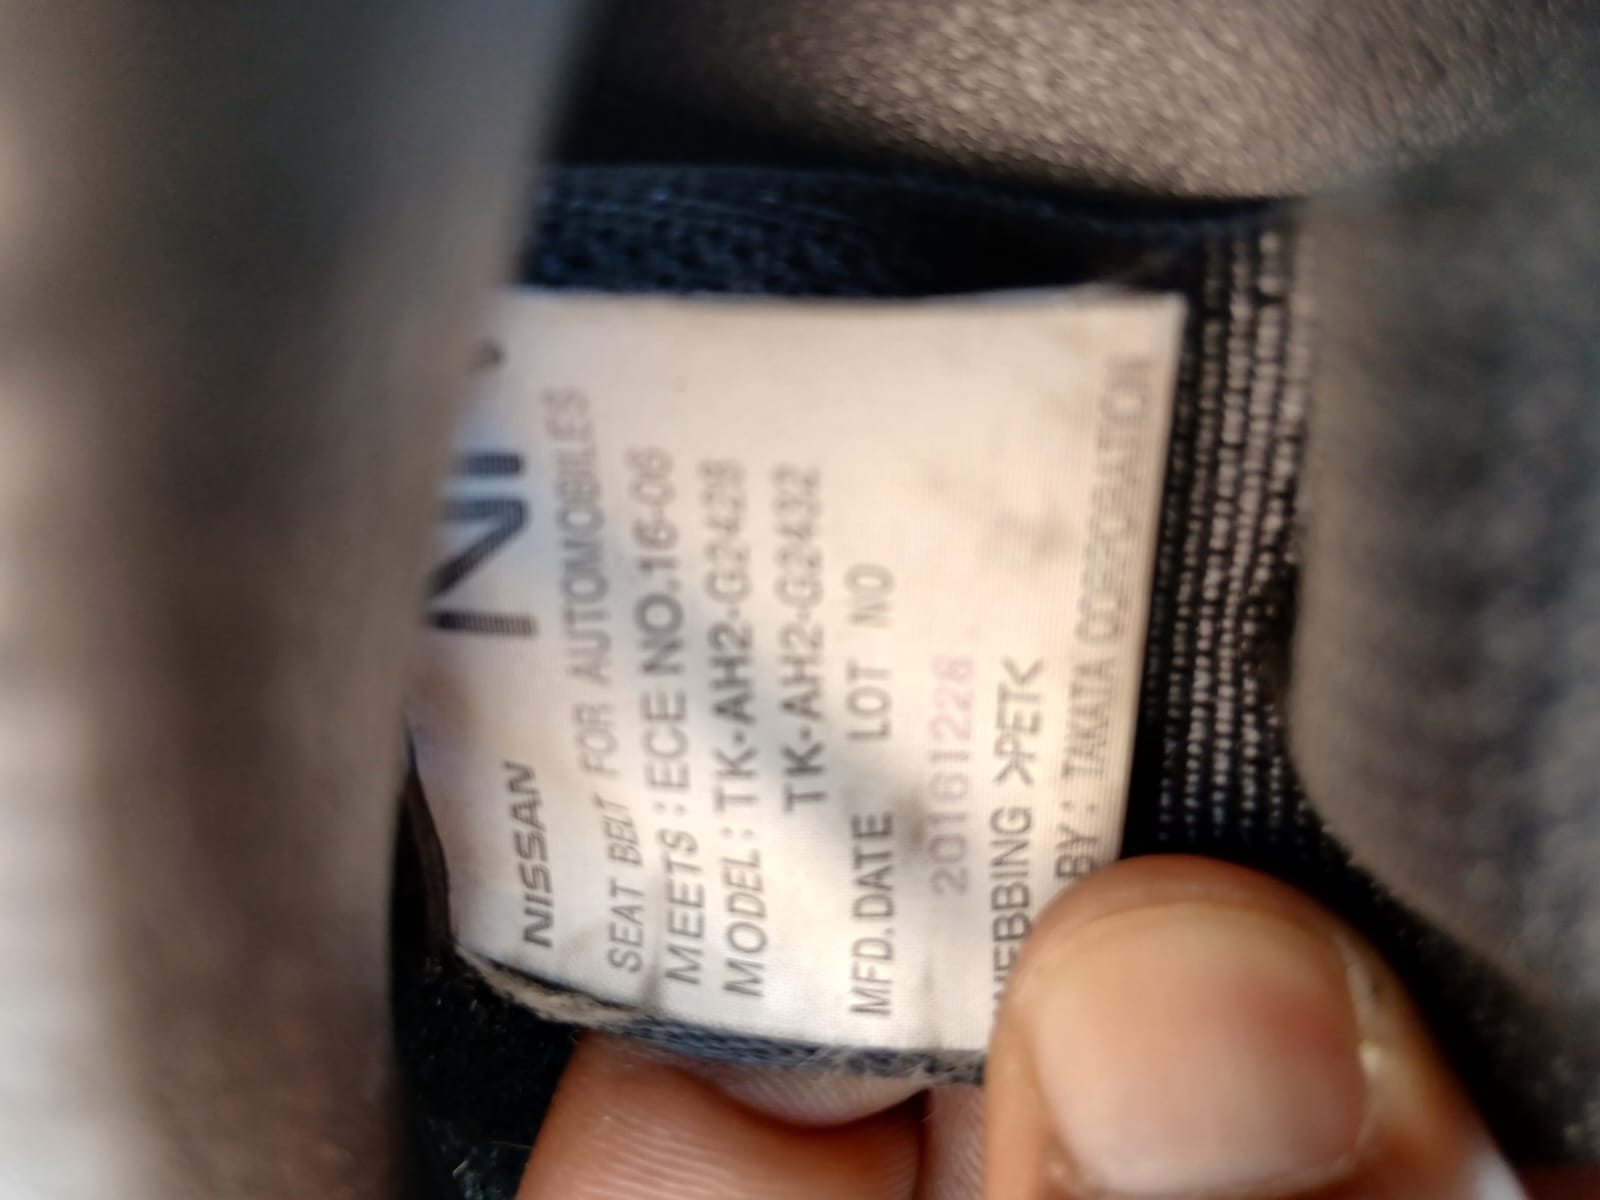 NISSAN
SEAT BELT FOR AUTOMOBILES
MEETS : ECE NO.16-06
MODEL : TK-AH2-G2428
TK-AH2-G2432
MFD.DATE LOT NO
20161228
WEBBING >PET<
BY : TAKATA CORPORATION